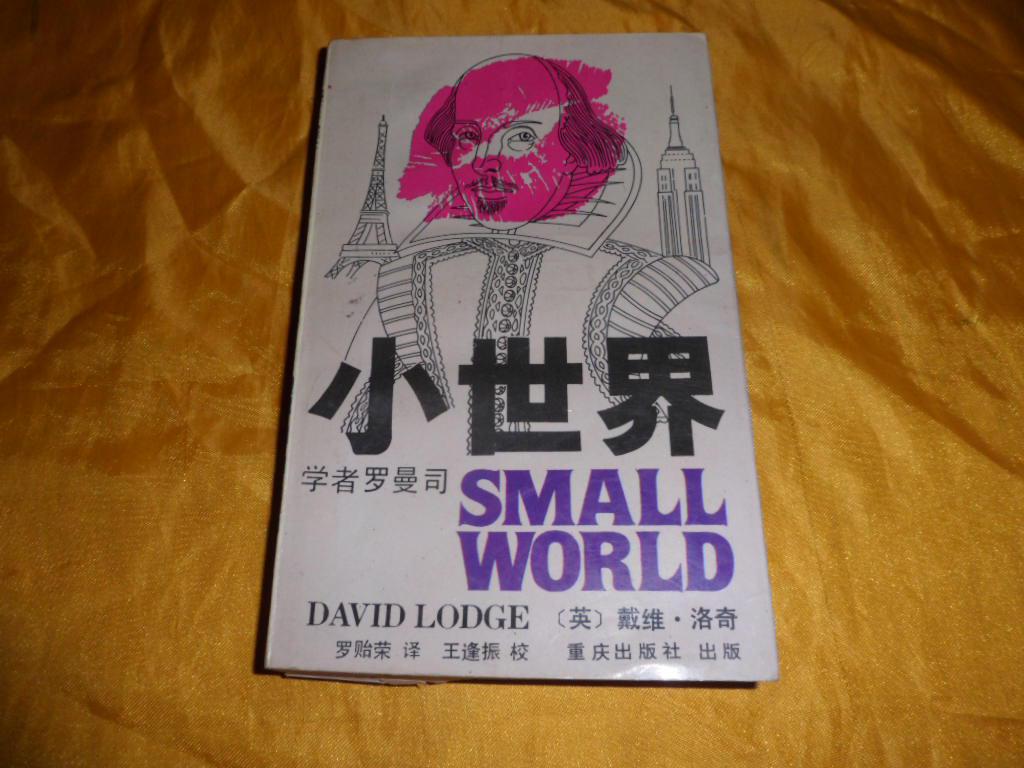 小世界
学者罗曼司
SMALL
WORLD
DAVID LODGE 〔英〕戴维·洛奇
罗贻荣 译 王逢振 校 重庆出版社 出版